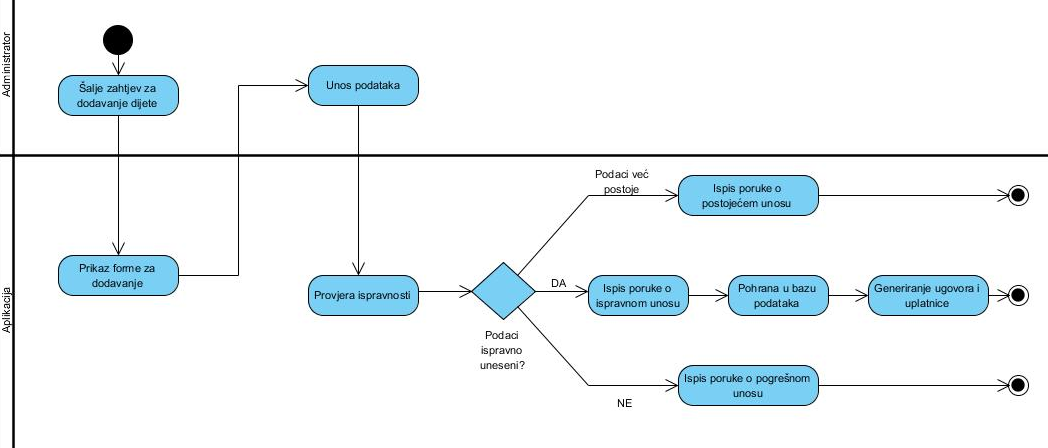 Administrator
Šalje zahtjev za
dodavanje dijete
Unos podataka
Aplikacija
Prikaz forme za
dodavanje
Provjera ispravnosti
Podaci
ispravno
uneseni?
Podaci već
postoje
Ispis poruke o
postojećem unosu
DA
Ispis poruke o
ispravnom unosu
Pohrana u bazu
podataka
Generiranje ugovora i
uplatnice
NE
Ispis poruke o pogrešnom
unosu